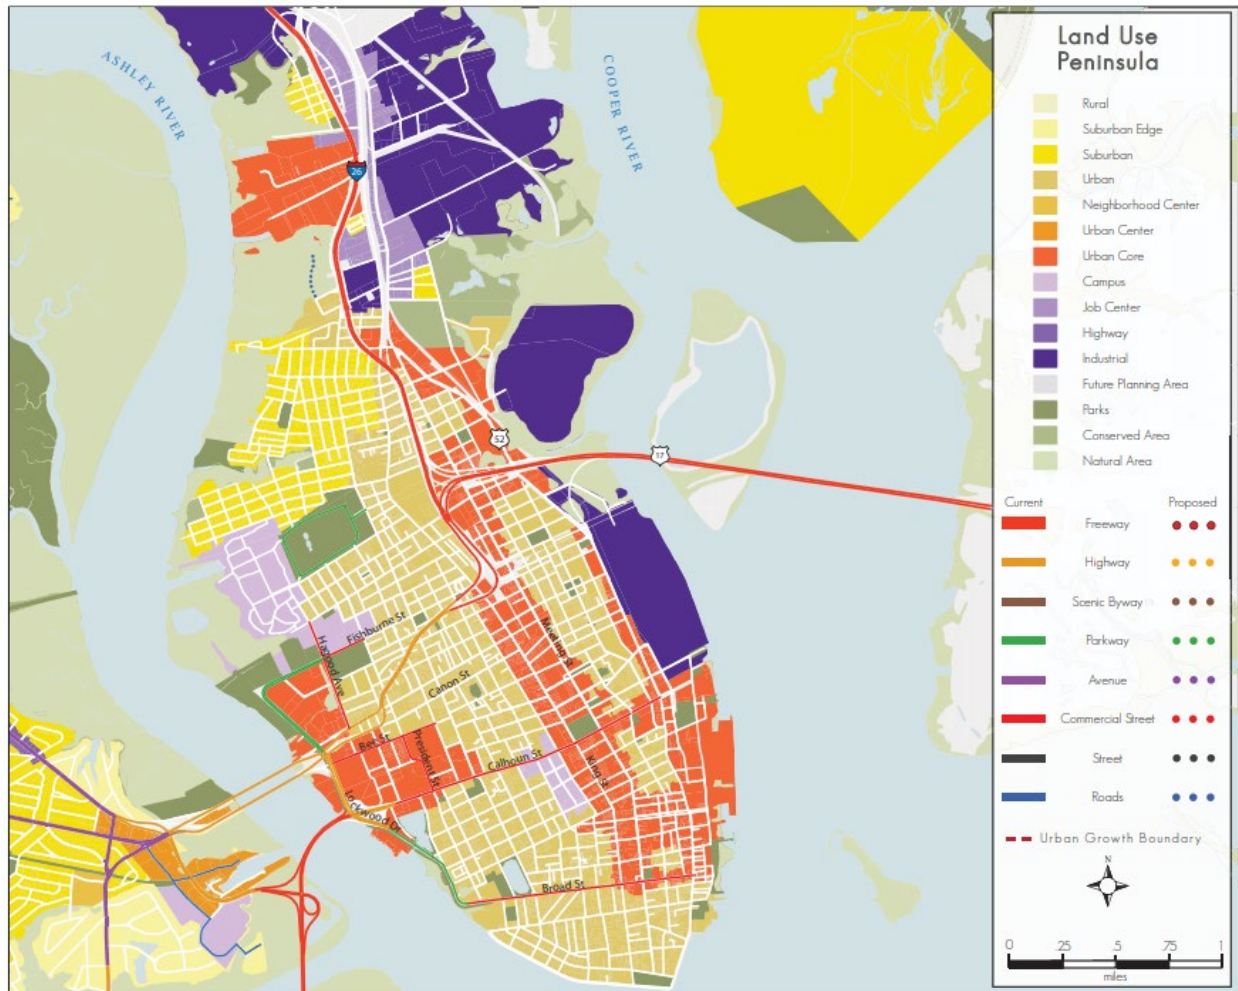 Land Use
Peninsula
Rural
Suburban Edge
Suburban
Urban
Neighborhood Center
Urban Center
Urban Core
Campus
Job Center
Highway
Industrial
Future Planning Area
Parks
Conserved Area
Natural Area
Current Proposed
Freeway
Highway
Scenic Byway
Parkway
Avenue
Commercial Street
Street
Roads
Urban Growth Boundary
0 .25 .5 .75 1
miles
ASHLEY RIVER
COOPER RIVER
26
52
17
Fishburne St
Hagood Ave
Meeting St
Canon St
Bee St
President St
Calhoun St
King St
Lockwood Dr
Broad St